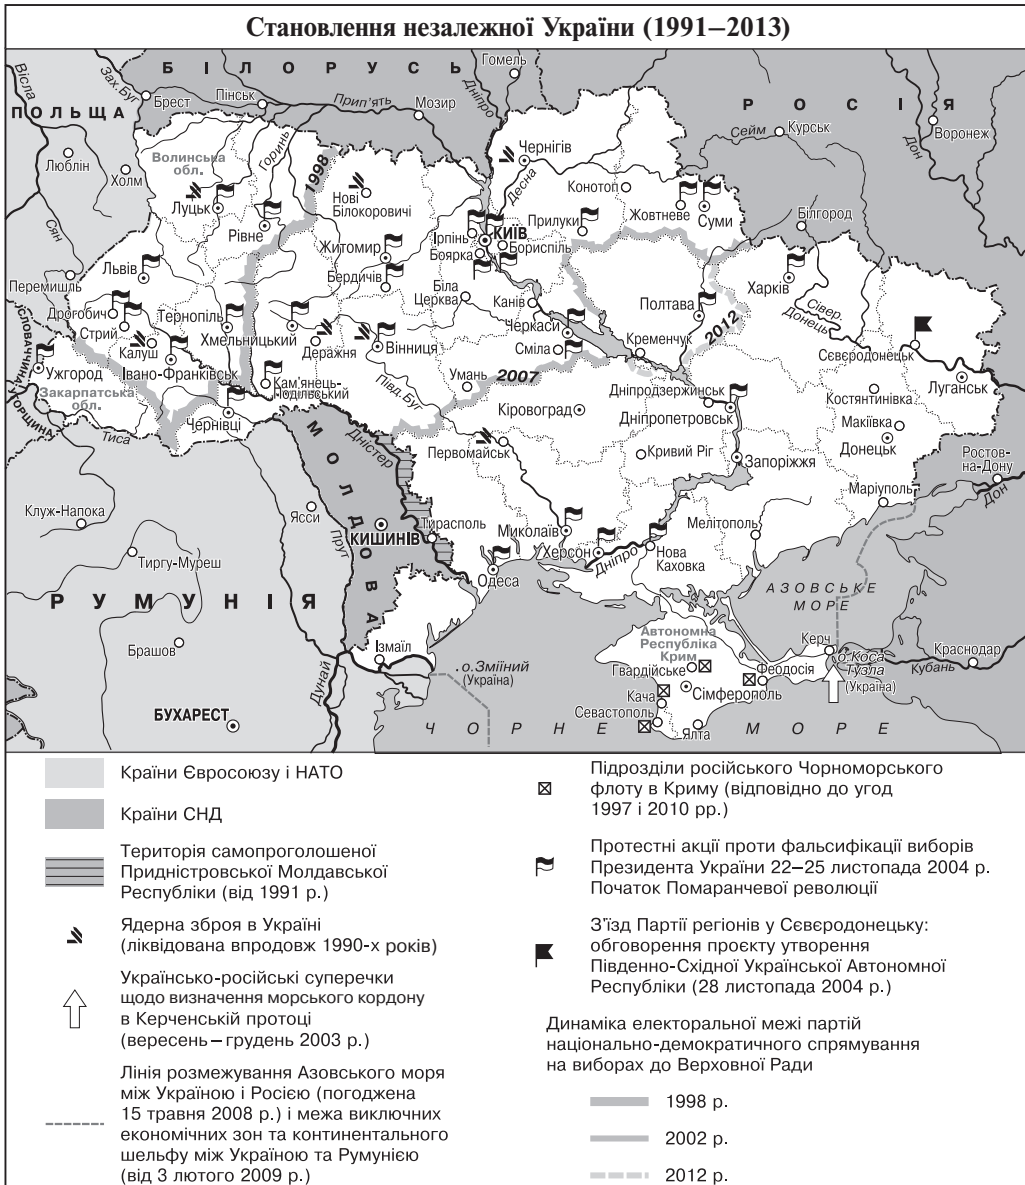 Становлення незалежної України (1991–2013)
БІЛОРУСЬ
Гомель
Вісла
Зах. Буг
Брест
Пінськ
Прип'ять
Мозир
Дніпро
РОСІЯ
ПОЛЬЩА
Сейм
Курськ
Дон
Воронеж
Люблін
Холм
Волинська
обл.
Горинь
1998
Чернігів
Десна
Конотоп
Луцьк
Нові
Білокоровичі
Прилуки
Жовтневе
Суми
Білгород
Сян
Рівне
Житомир
Ірпінь
КИЇВ
Боярка
Бориспіль
Львів
Бердичів
Перемишль
Біла
Церква
Канів
Полтава
Харків
Дрогобич
Стрий
Тернопіль
Хмельницький
2012
Сівер.
Донець
СЛОВАЧЧИНА
Калуш
Деражня
Вінниця
Черкаси
Сміла
Кременчук
Сєвєродонецьк
Ужгород
Івано-Франківськ
Кам'янець-
Подільський
Умань
2007
Луганськ
Закарпатська
обл.
УГОРЩИНА
Півд. Буг
Дніпродзержинськ
Костянтинівка
Тиса
Чернівці
Кіровоград
Дніпропетровськ
Макіївка
МОЛДОВА
Дністер
Первомайськ
Кривий Ріг
Запоріжжя
Донецьк
Ростов-
на-Дону
Дон
Клуж-Напока
Ясси
Маріуполь
Прут
КИШИНІВ
Тирасполь
Миколаїв
Херсон
Дніпро
Нова
Каховка
Мелітополь
Тиргу-Муреш
Одеса
РУМУНІЯ
АЗОВСЬКЕ
МОРЕ
Брашов
Ізмаїл
Дунай
о. Зміїний
(Україна)
Автономна
Республіка
Крим
Гвардійське
Керч
о. Коса
Тузла
(Україна)
Краснодар
Кубань
Феодосія
Кача
Сімферополь
Севастополь
Ялта
БУХАРЕСТ
ЧОРНЕ МОРЕ
Країни Євросоюзу і НАТО
Країни СНД
Територія самопроголошеної
Придністровської Молдавської
Республіки (від 1991 р.)
Ядерна зброя в Україні
(ліквідована впродовж 1990-х років)
Українсько-російські суперечки
щодо визначення морського кордону
в Керченській протоці
(вересень – грудень 2003 р.)
Лінія розмежування Азовського моря
між Україною і Росією (погоджена
15 травня 2008 р.) і межа виключних
економічних зон та континентального
шельфу між Україною та Румунією
(від 3 лютого 2009 р.)
Підрозділи російського Чорноморського
флоту в Криму (відповідно до угод
1997 і 2010 рр.)
Протестні акції проти фальсифікації виборів
Президента України 22–25 листопада 2004 р.
Початок Помаранчевої революції
З'їзд Партії регіонів у Сєвєродонецьку:
обговорення проєкту утворення
Південно-Східної Української Автономної
Республіки (28 листопада 2004 р.)
Динаміка електоральної межі партій
національно-демократичного спрямування
на виборах до Верховної Ради
1998 р.
2002 р.
2012 р.